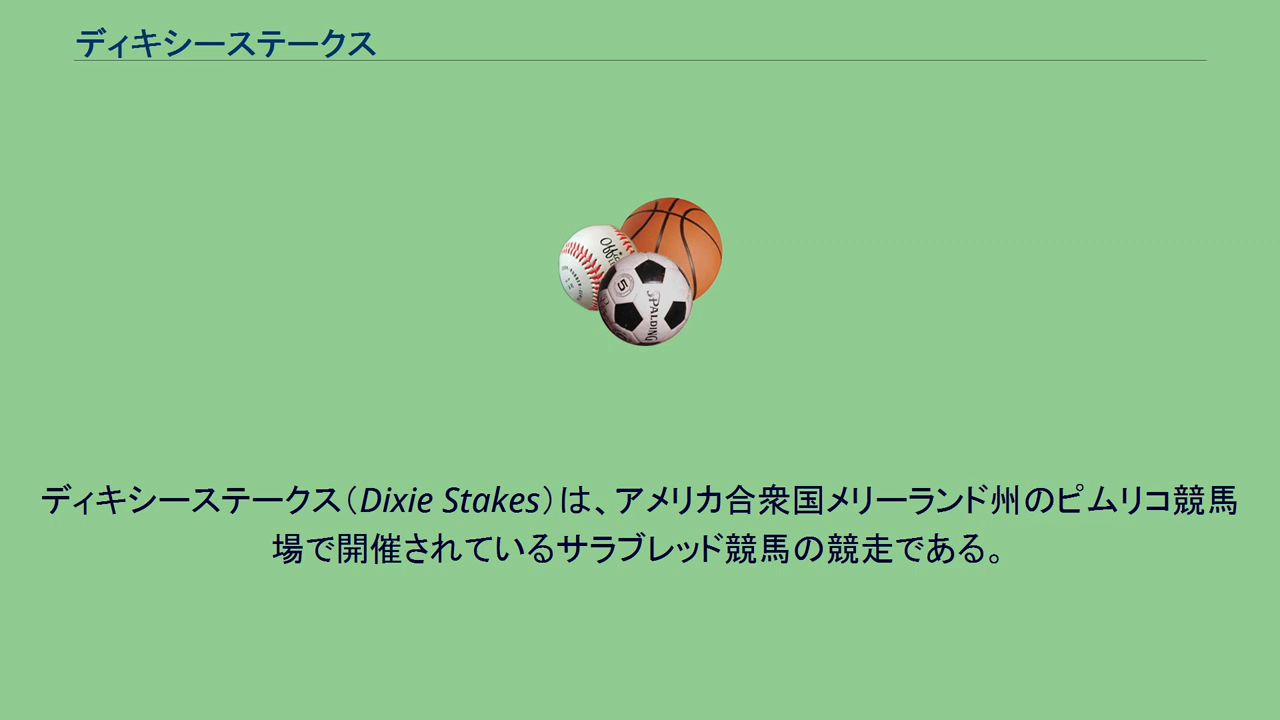 ディキシーステークス
Offici
5
SPALDING
ディキシーステークス（Dixie Stakes）は、アメリカ合衆国メリーランド州のピムリコ競馬
場で開催されているサラブレッド競馬の競走である。